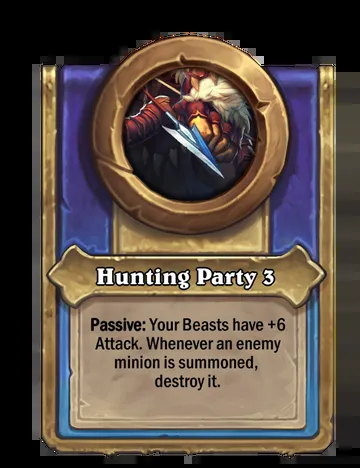 Hunting Party 3
Passive: Your Beasts have +6
Attack. Whenever an enemy
minion is summoned,
destroy it.